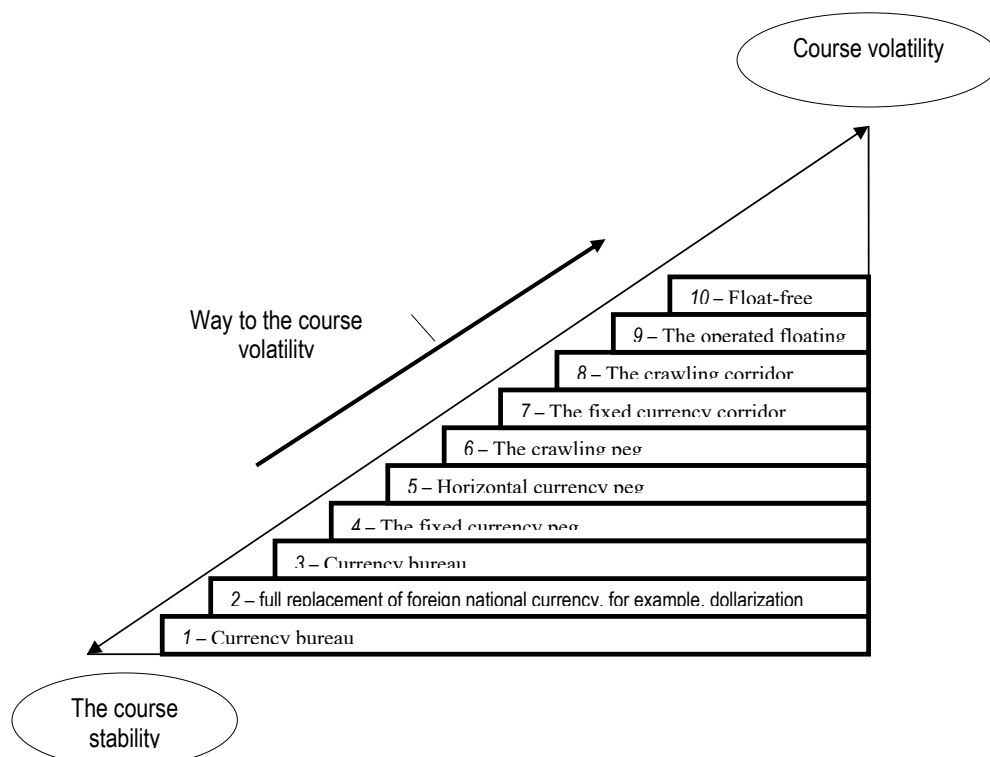 Course volatility
Way to the course
volatility
10 – Float-free
9 – The operated floating
8 – The crawling corridor
7 – The fixed currency corridor
6 – The crawling peg
5 – Horizontal currency peg
4 – The fixed currency peg
3 – Currency bureau
2 – full replacement of foreign national currency, for example, dollarization
1 – Currency bureau
The course
stability